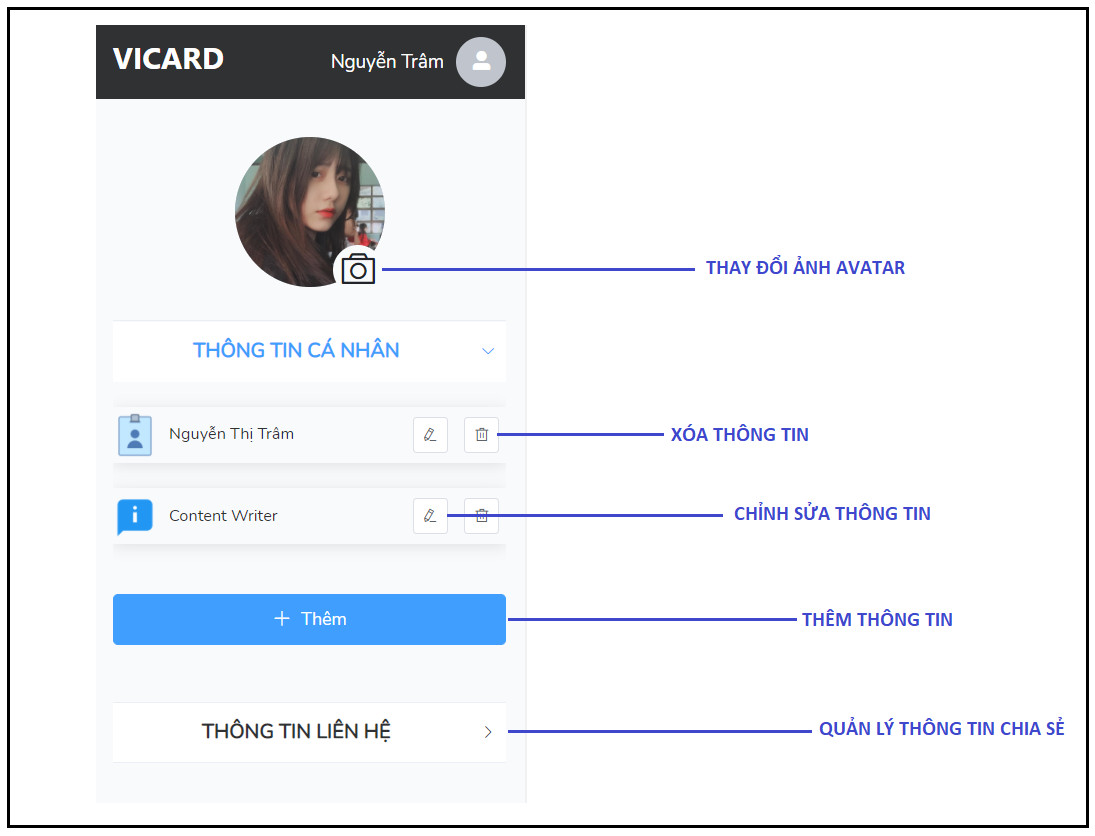 VICARD
Nguyễn Trâm
THAY ĐỔI ẢNH AVATAR
THÔNG TIN CÁ NHÂN
Nguyễn Thị Trâm
XÓA THÔNG TIN
Content Writer
CHỈNH SỬA THÔNG TIN
+ Thêm
THÊM THÔNG TIN
THÔNG TIN LIÊN HỆ
QUẢN LÝ THÔNG TIN CHIA SẺ